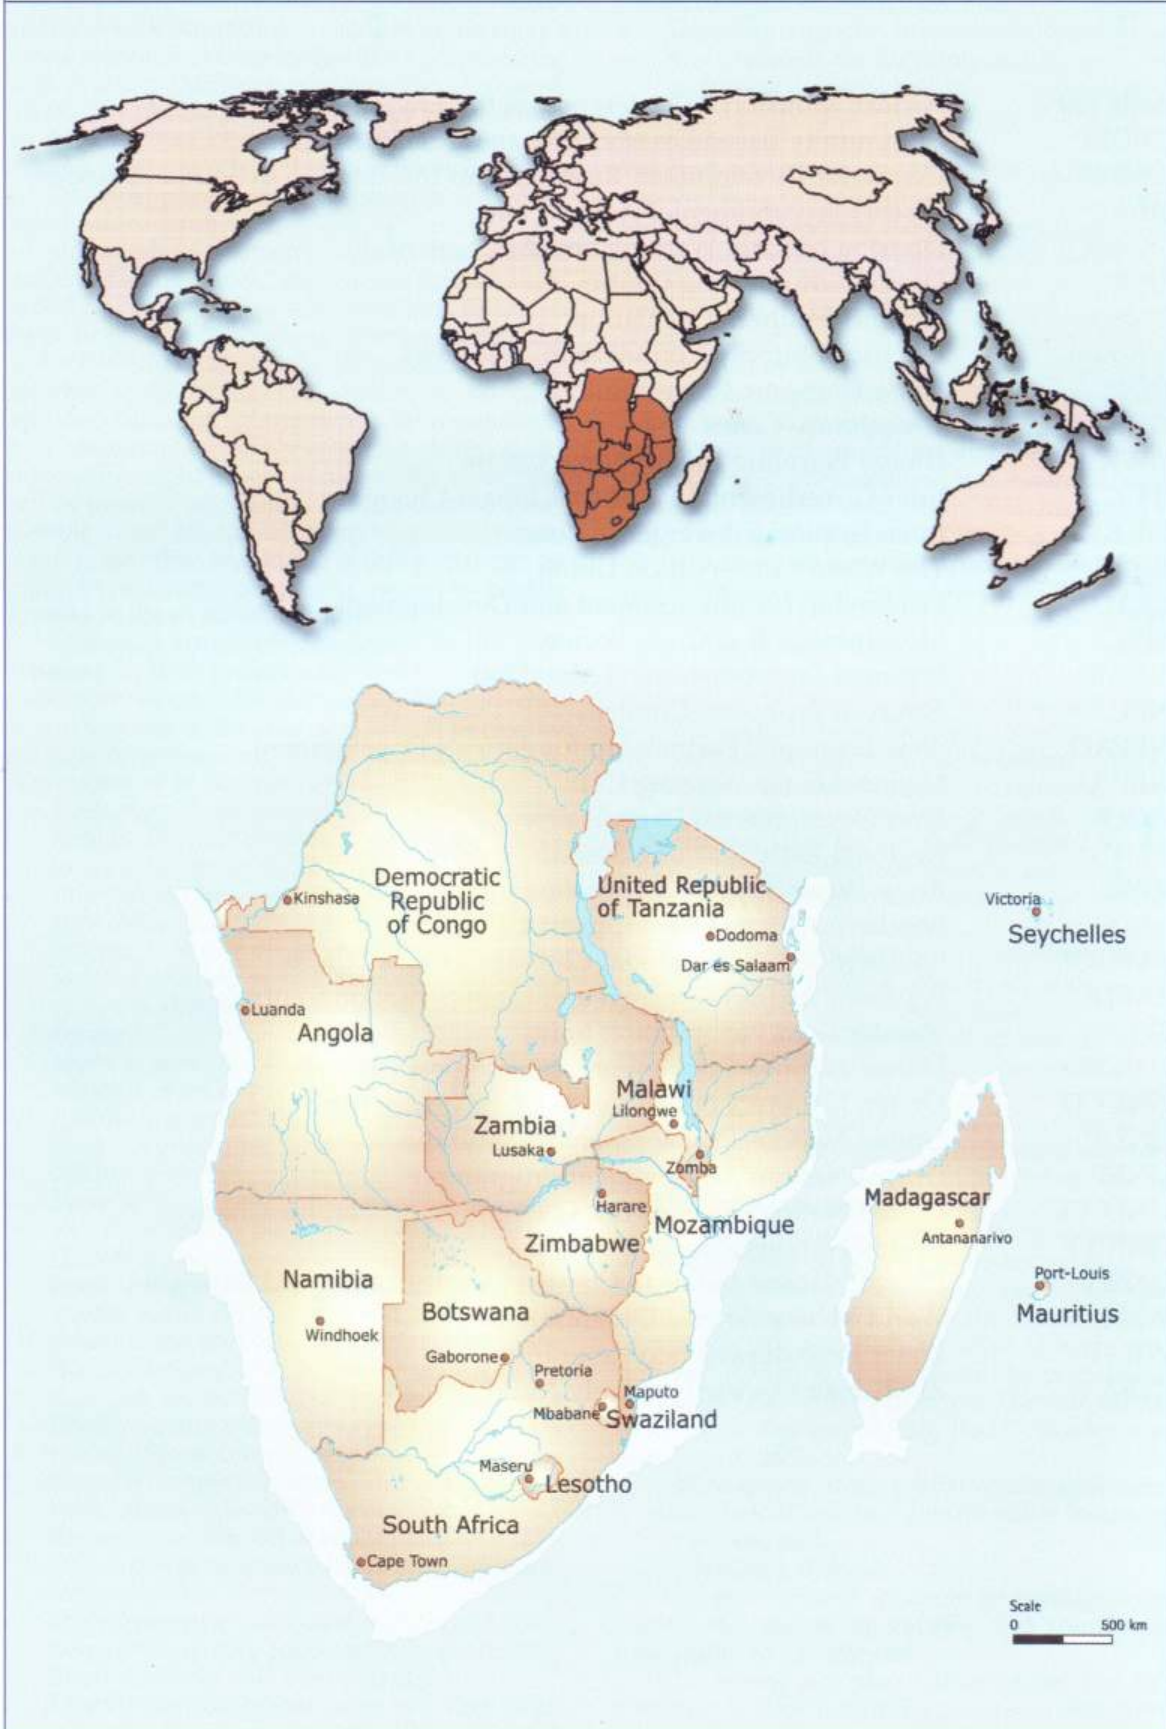 Democratic
Republic
of Congo
Kinshasa
United Republic
of Tanzania
Dodoma
Dar es Salaam
Victoria
Seychelles
Luanda
Angola
Malawi
Lilongwe
Zambia
Lusaka
Zomba
Harare
Mozambique
Zimbabwe
Madagascar
Antananarivo
Port-Louis
Mauritius
Namibia
Windhoek
Botswana
Gaborone
Pretoria
Maputo
Mbabane
Swaziland
Maseru
Lesotho
South Africa
Cape Town
Scale
0 500 km